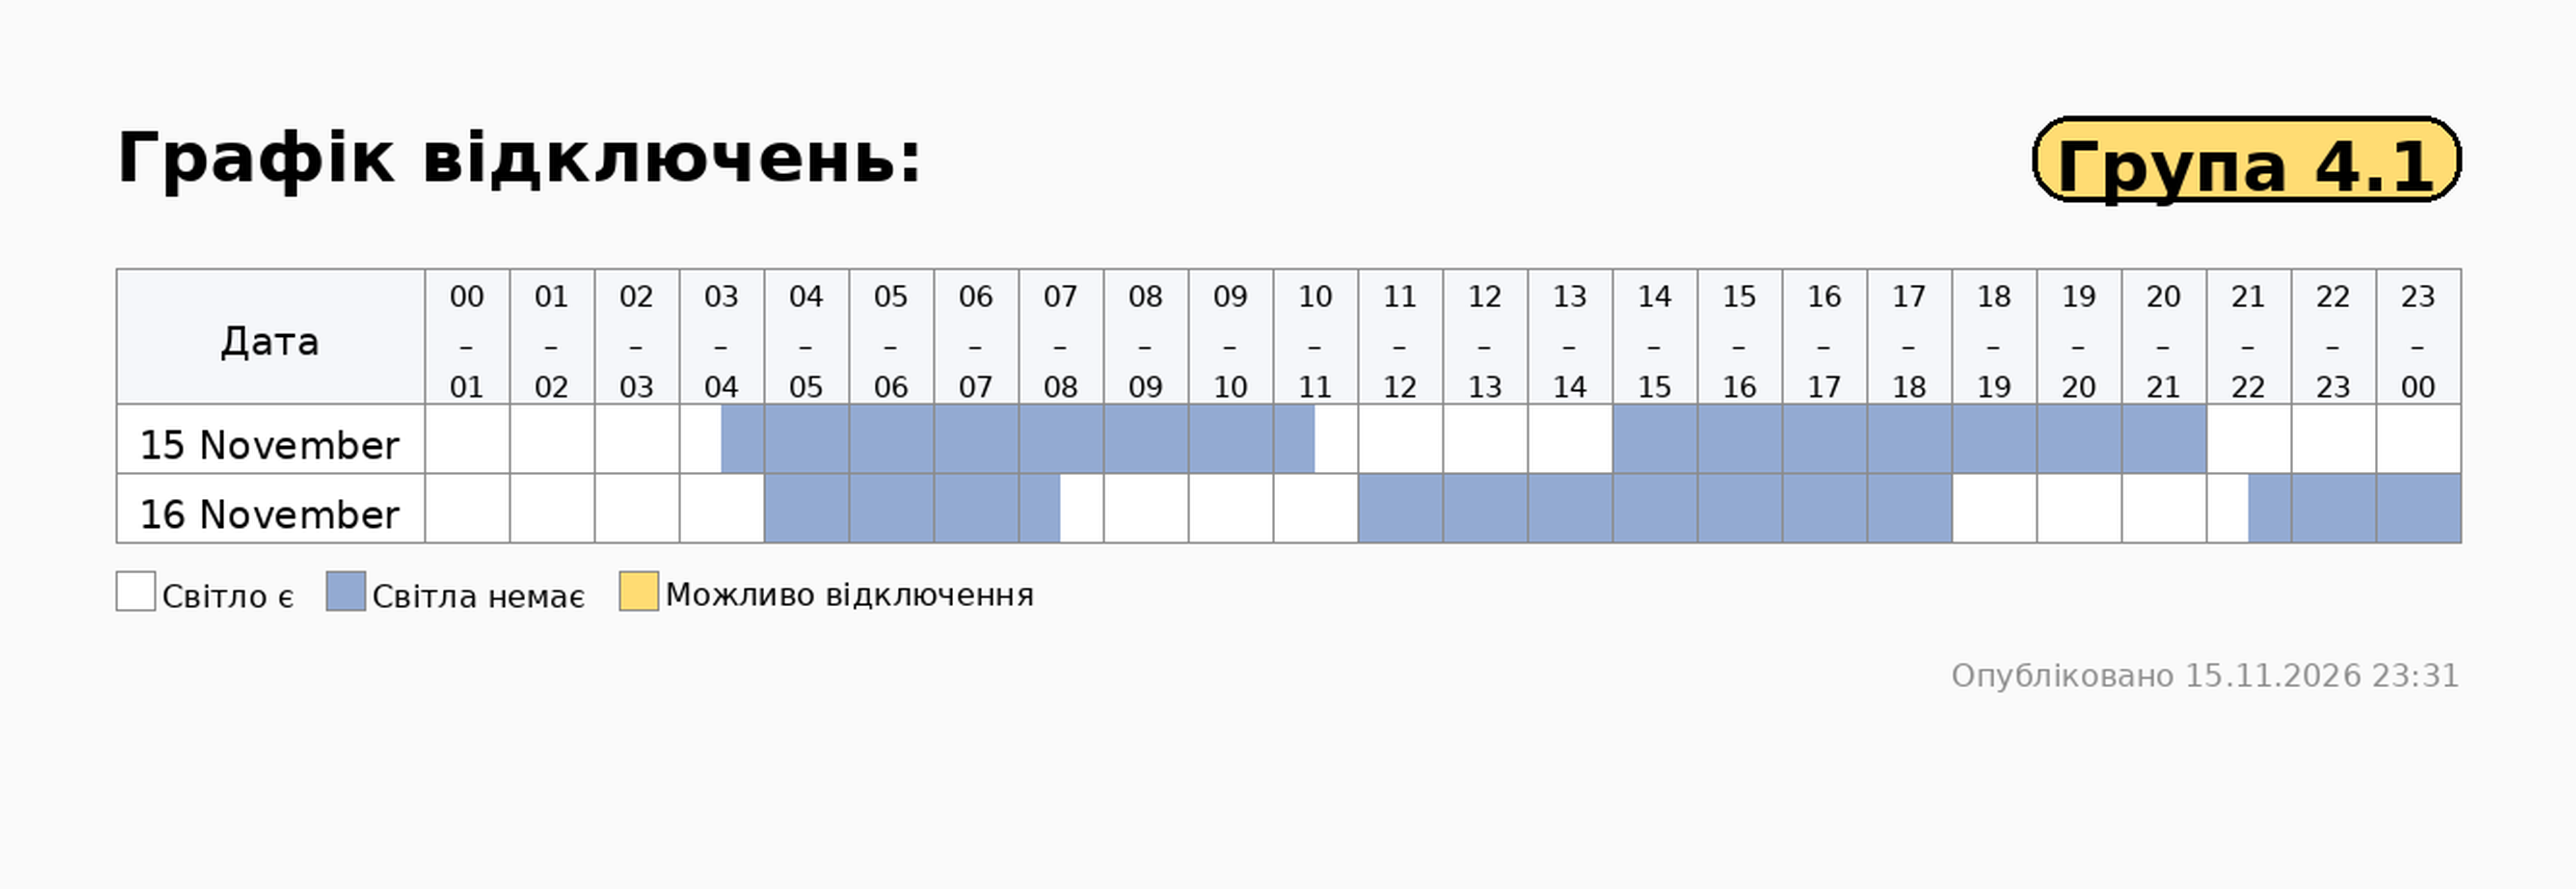 Графік відключень:
Група 4.1
Дата
00 – 01
01 – 02
02 – 03
03 – 04
04 – 05
05 – 06
06 – 07
07 – 08
08 – 09
09 – 10
10 – 11
11 – 12
12 – 13
13 – 14
14 – 15
15 – 16
16 – 17
17 – 18
18 – 19
19 – 20
20 – 21
21 – 22
22 – 23
23 – 00
15 November
16 November
Світло є
Світла немає
Можливо відключення
Опубліковано 15.11.2026 23:31